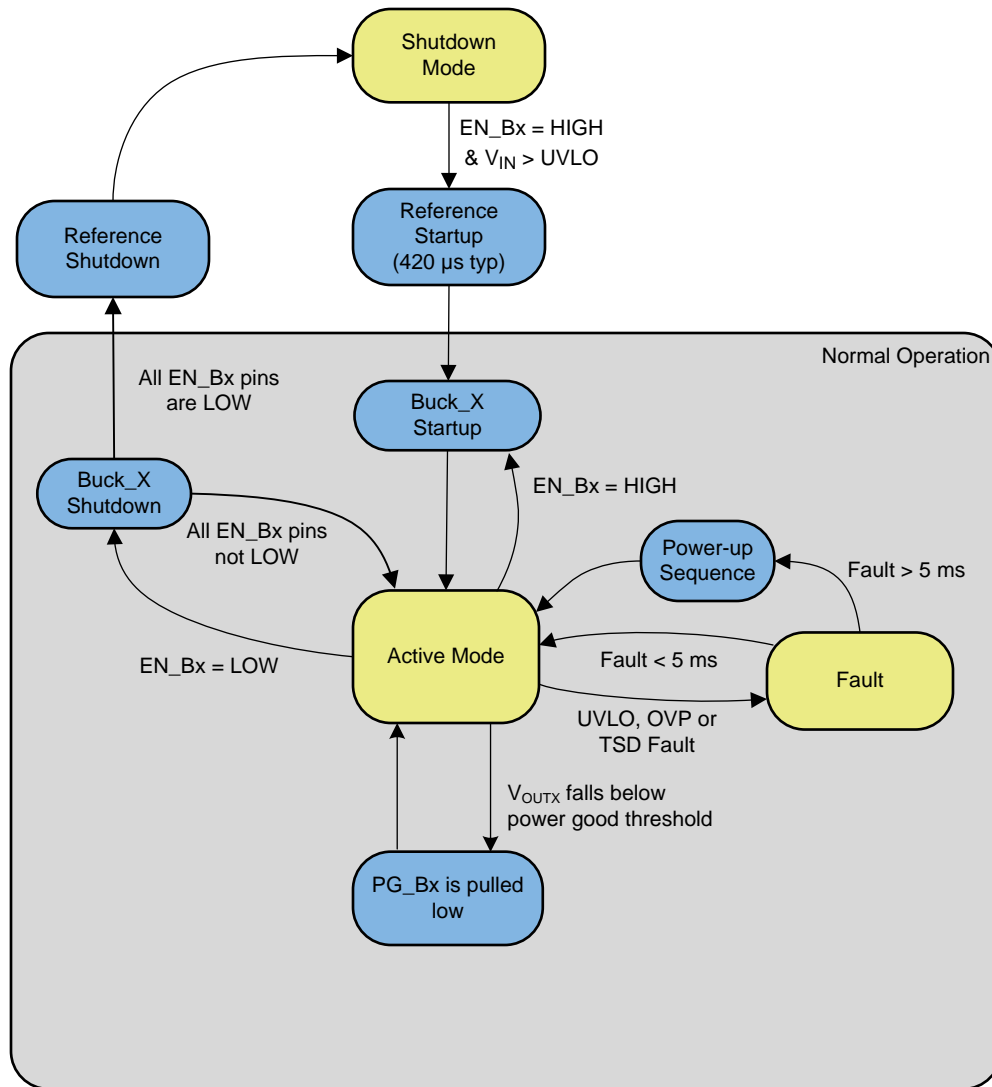 Shutdown
Mode
EN_Bx = HIGH
& VIN > UVLO
Reference
Shutdown
Reference
Startup
(420 µs typ)
Normal Operation
All EN_Bx pins
are LOW
Buck_X
Startup
Buck_X
Shutdown
EN_Bx = HIGH
All EN_Bx pins
not LOW
Power-up
Sequence
Fault > 5 ms
EN_Bx = LOW
Active Mode
Fault < 5 ms
Fault
UVLO, OVP or
TSD Fault
VOUTX falls below
power good threshold
PG_Bx is pulled
low